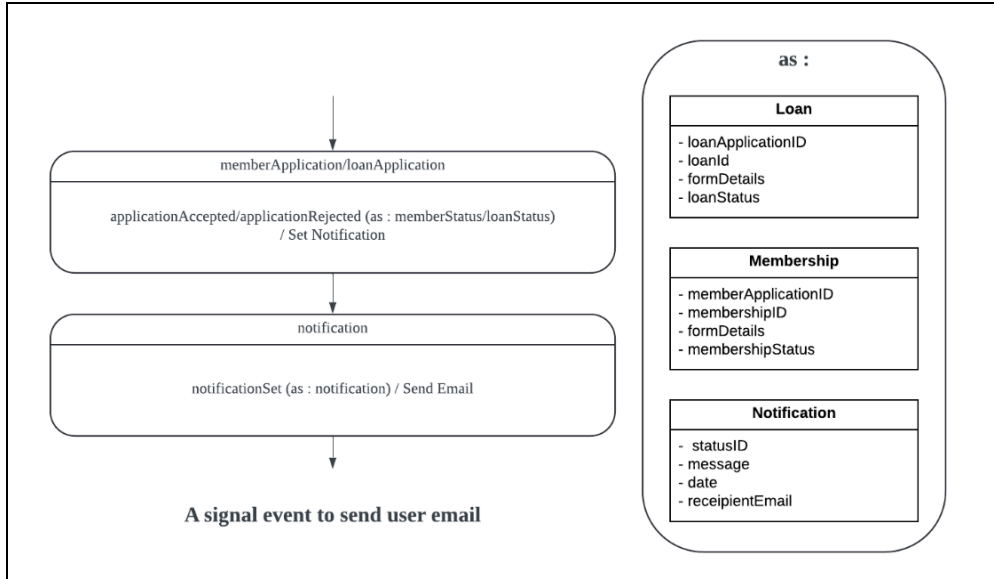 memberApplication/loanApplication
applicationAccepted/applicationRejected (as : memberStatus/loanStatus)
/ Set Notification
notification
notificationSet (as : notification) / Send Email
A signal event to send user email
as :
Loan
- loanApplicationID
- loanId
- formDetails
- loanStatus
Membership
- memberApplicationID
- membershipID
- formDetails
- membershipStatus
Notification
- statusID
- message
- date
- receipientEmail